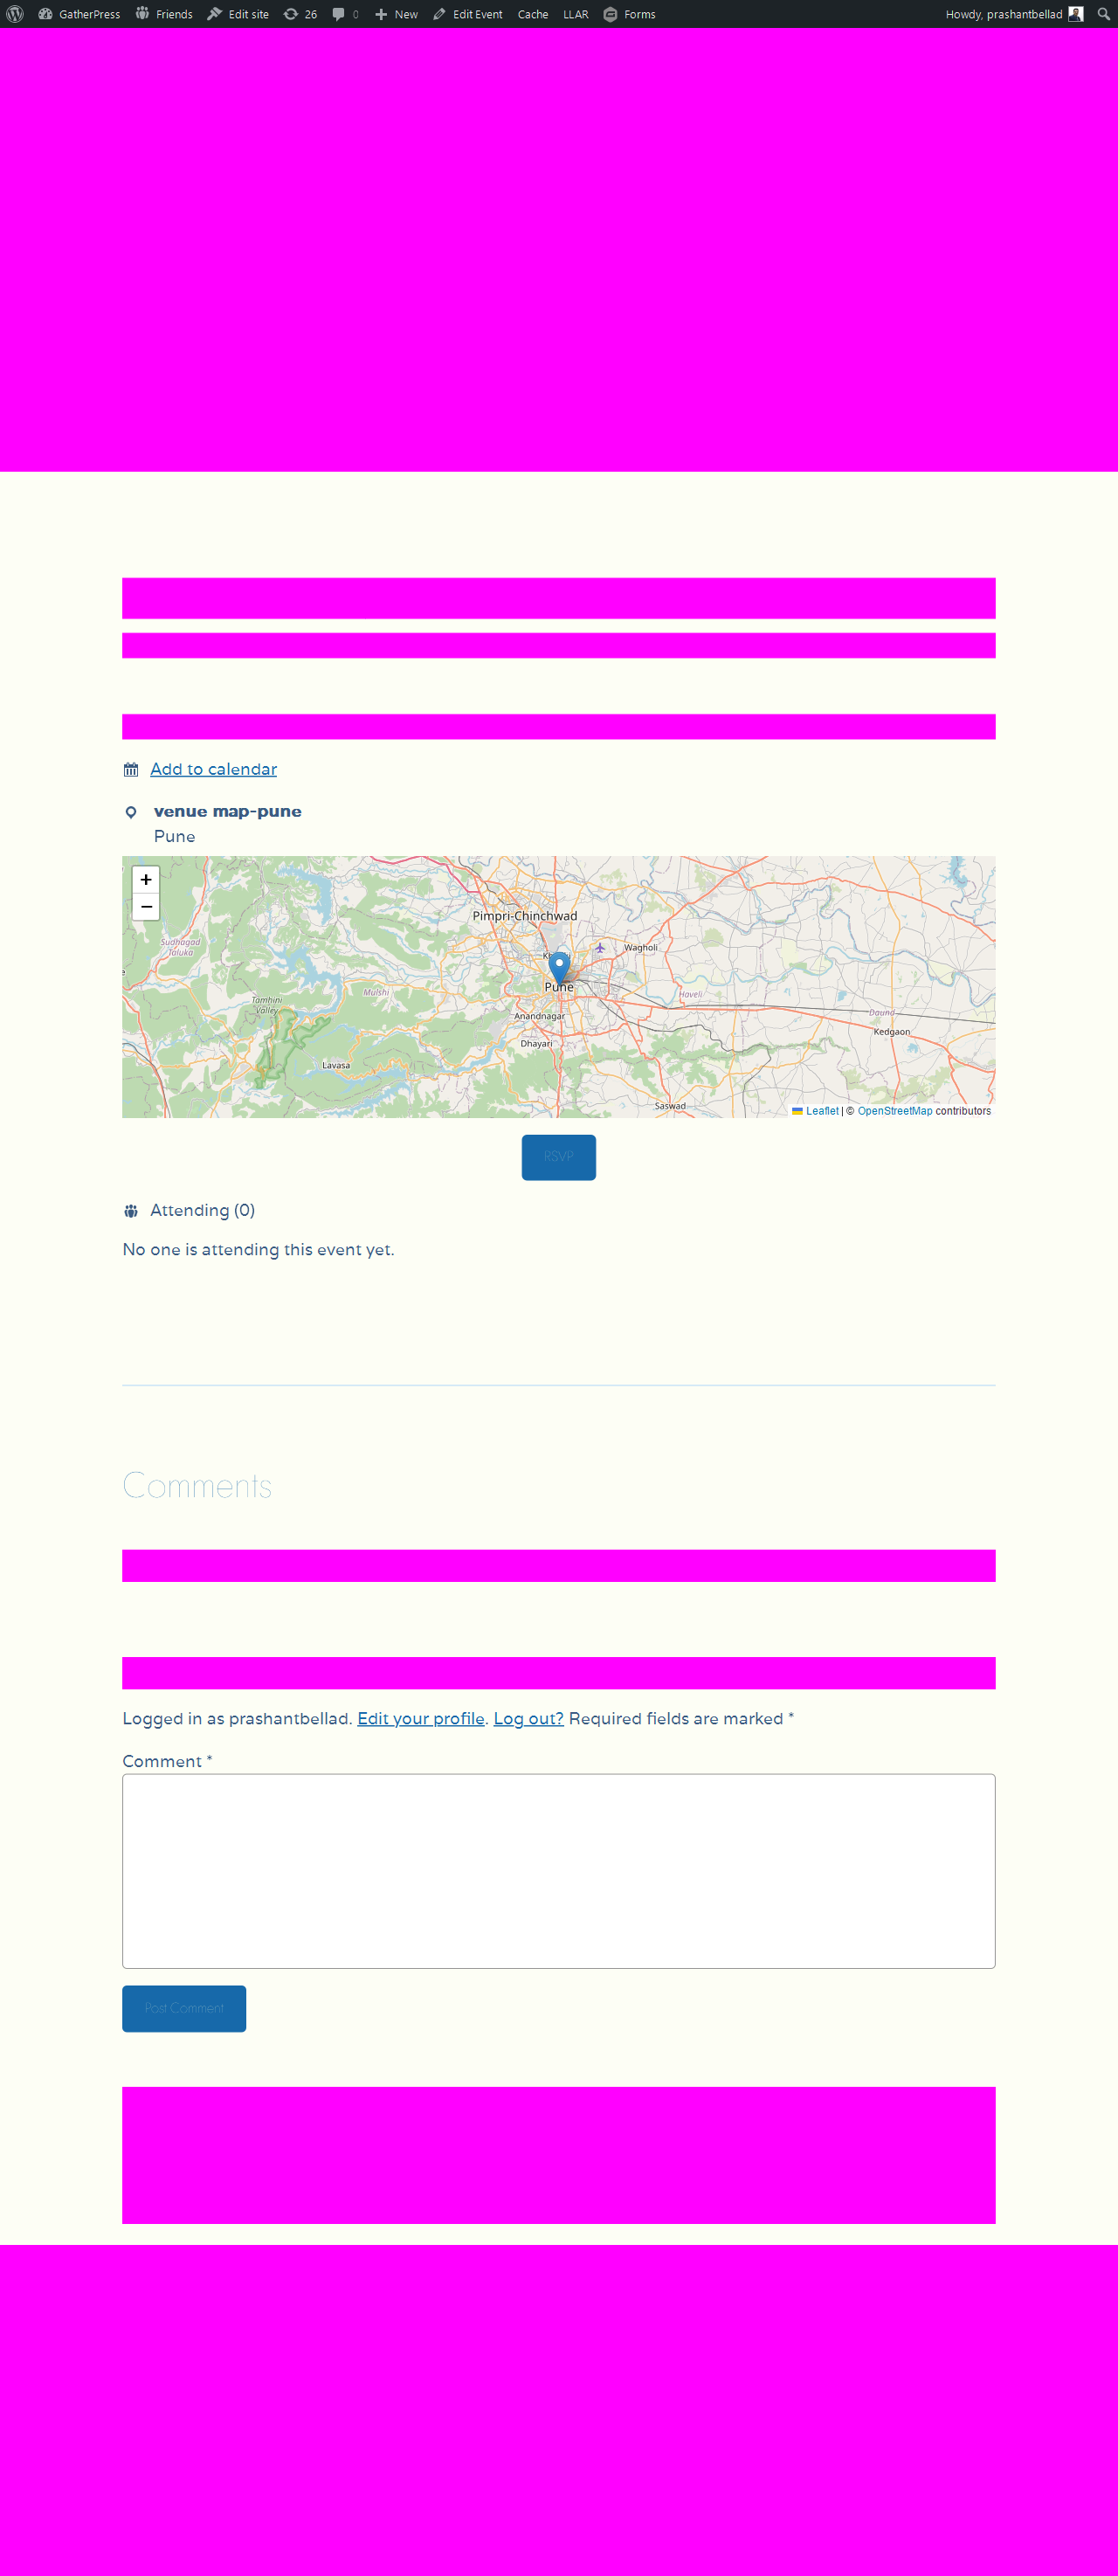 GatherPress Friends Edit site 26 0 New Edit Event Cache LLAR Forms Howdy, prashantbellad
Add to calendar
venue map-pune
Pune
+
−
Pimpri-Chinchwad
Wagholi
Sudhagad
Taluka
Mulshi
Tamhini
Valley
Pune
Haveli
Anandnagar
Daund
Kedgaon
Dhayari
Lavasa
Saswad
Leaflet | © OpenStreetMap contributors
RSVP
Attending (0)
No one is attending this event yet.
Comments
Logged in as prashantbellad. Edit your profile. Log out? Required fields are marked *
Comment *
Post Comment